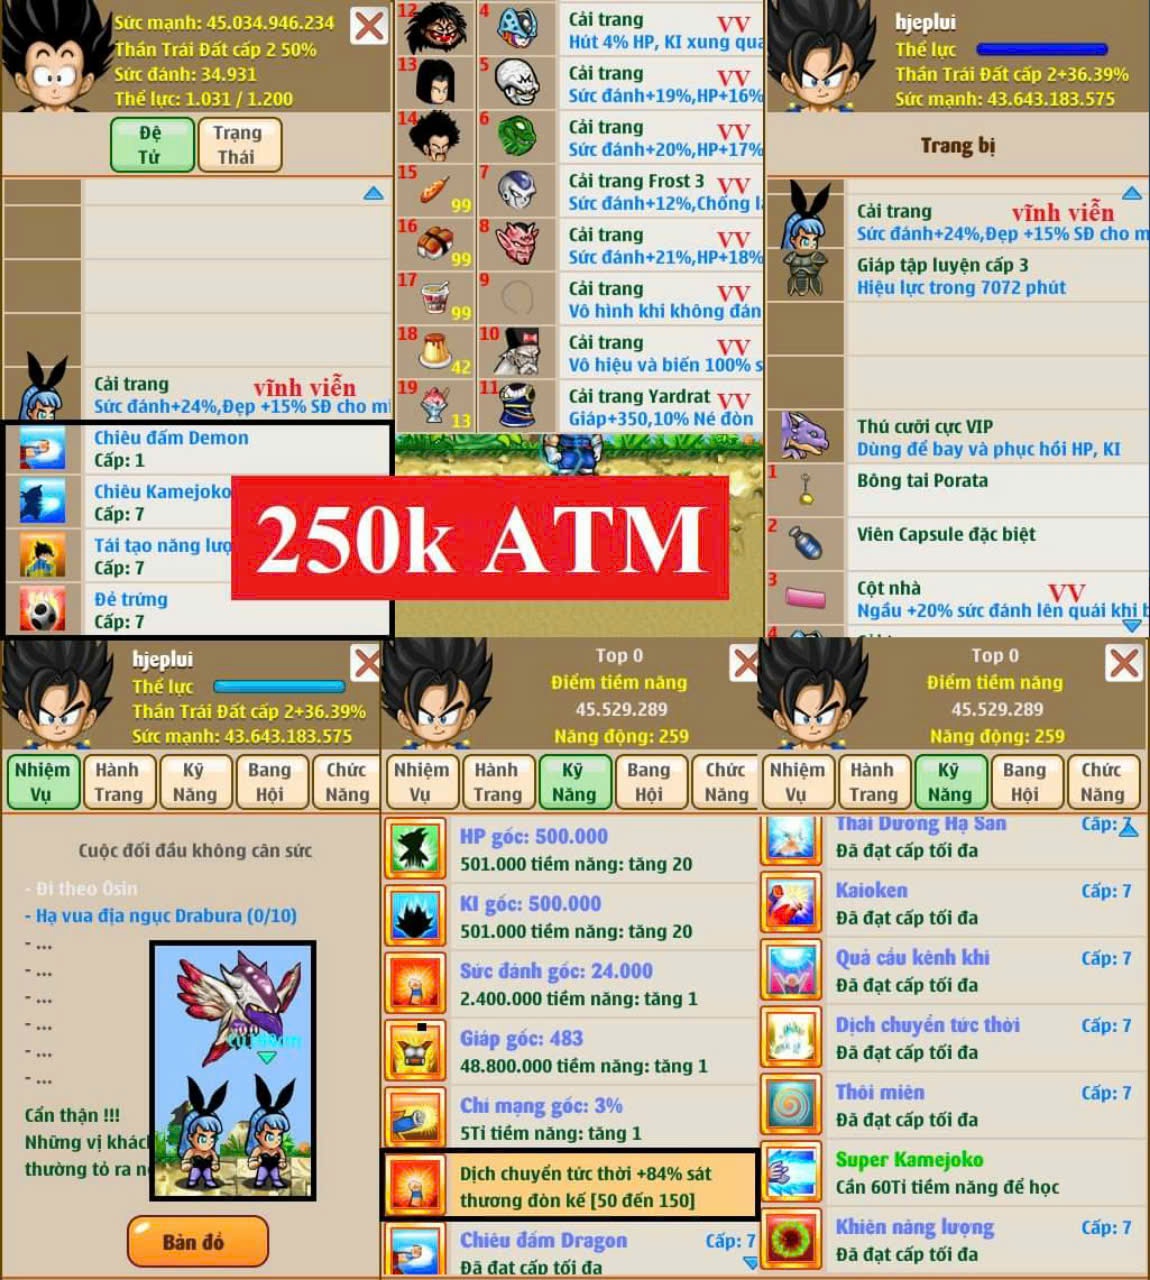 Sức mạnh: 45.034.946.234
Thần Trái Đất cấp 2 50%
Sức đánh: 34.931
Thể lực: 1.031 / 1.200
Đệ
Tử
Trạng
Thái
Cải trang
vĩnh viễn
Sức đánh+24%,Đẹp +15% SĐ cho mì
Chiêu đấm Demon
Cấp: 1
Chiêu Kamejoko
Cấp: 7
Tái tạo năng lượ
Cấp: 7
Đẻ trứng
Cấp: 7
12
13
14
15
99
16
99
17
99
18
42
19
13
4
Cải trang
VV
Hút 4% HP, KI xung qua
5
Cải trang
VV
Sức đánh+19%,HP+16%
6
Cải trang
VV
Sức đánh+20%,HP+17%
7
Cải trang Frost 3
VV
Sức đánh+12%,Chống l
8
Cải trang
VV
Sức đánh+21%,HP+18%
9
Cải trang
VV
Vô hình khi không đán
10
Cải trang
VV
Vô hiệu và biến 100% s
11
Cải trang Yardrat
VV
Giáp+350,10% Né đòn
250k ATM
hjeplui
Thể lực
Thần Trái Đất cấp 2+36.39%
Sức mạnh: 43.643.183.575
Trang bị
Cải trang
vĩnh viễn
Sức đánh+24%,Đẹp +15% SĐ cho m
Giáp tập luyện cấp 3
Hiệu lực trong 7072 phút
Thú cưỡi cực VIP
Dùng để bay và phục hồi HP, KI
1
Bông tai Porata
2
Viên Capsule đặc biệt
3
Cột nhà
VV
Ngầu +20% sức đánh lên quái khi b
4
hjeplui
Thể lực
Thần Trái Đất cấp 2+36.39%
Sức mạnh: 43.643.183.575
Nhiệm
Vụ
Hành
Trang
Kỹ
Năng
Bang
Hội
Chức
Năng
Cuộc đối đầu không cân sức
- Đi theo Ôsin
- Hạ vua địa ngục Drabura (0/10)
- ...
- ...
- ...
- ...
- ...
- ...
Cẩn thận !!!
Những vị khác
thường tỏ ra n
Bản đồ
Top 0
Điểm tiềm năng
45.529.289
Năng động: 259
Nhiệm
Vụ
Hành
Trang
Kỹ
Năng
Bang
Hội
Chức
Năng
HP gốc: 500.000
501.000 tiềm năng: tăng 20
KI gốc: 500.000
501.000 tiềm năng: tăng 20
Sức đánh gốc: 24.000
2.400.000 tiềm năng: tăng 1
Giáp gốc: 483
48.800.000 tiềm năng: tăng 1
Chí mạng gốc: 3%
5Tỉ tiềm năng: tăng 1
Dịch chuyển tức thời +84% sát
thương đòn kế [50 đến 150]
Chiêu đấm Dragon
Cấp: 7
Đã đạt cấp tối đa
Top 0
Điểm tiềm năng
45.529.289
Năng động: 259
Nhiệm
Vụ
Hành
Trang
Kỹ
Năng
Bang
Hội
Chức
Năng
Thái Dương Hạ San
Cấp: 7
Đã đạt cấp tối đa
Kaioken
Cấp: 7
Đã đạt cấp tối đa
Quả cầu kênh khi
Cấp: 7
Đã đạt cấp tối đa
Dịch chuyển tức thời
Cấp: 7
Đã đạt cấp tối đa
Thôi miên
Cấp: 7
Đã đạt cấp tối đa
Super Kamejoko
Cần 60Tỉ tiềm năng để học
Khiên năng lượng
Cấp: 7
Đã đạt cấp tối đa